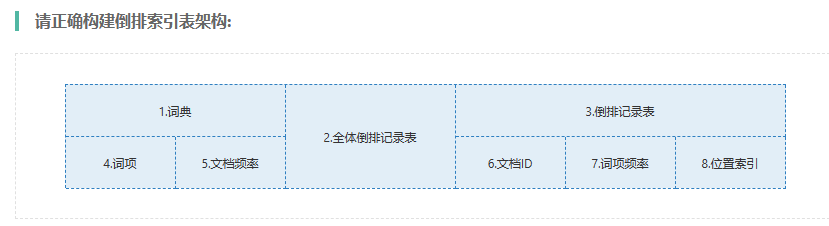 请正确构建倒排索引表架构:
1.词典
2.全体倒排记录表
3.倒排记录表
4.词项
5.文档频率
6.文档ID
7.词项频率
8.位置索引